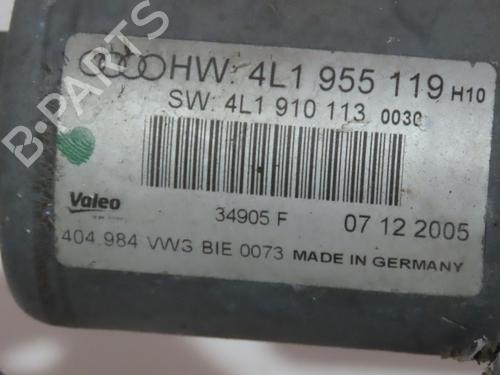 HW: 4L1 955 119 H10
SW: 4L1 910 113 0030
Valeo
34905 F 07 12 2005
404.984 VWG BIE 0073 MADE IN GERMANY
B-PARTS